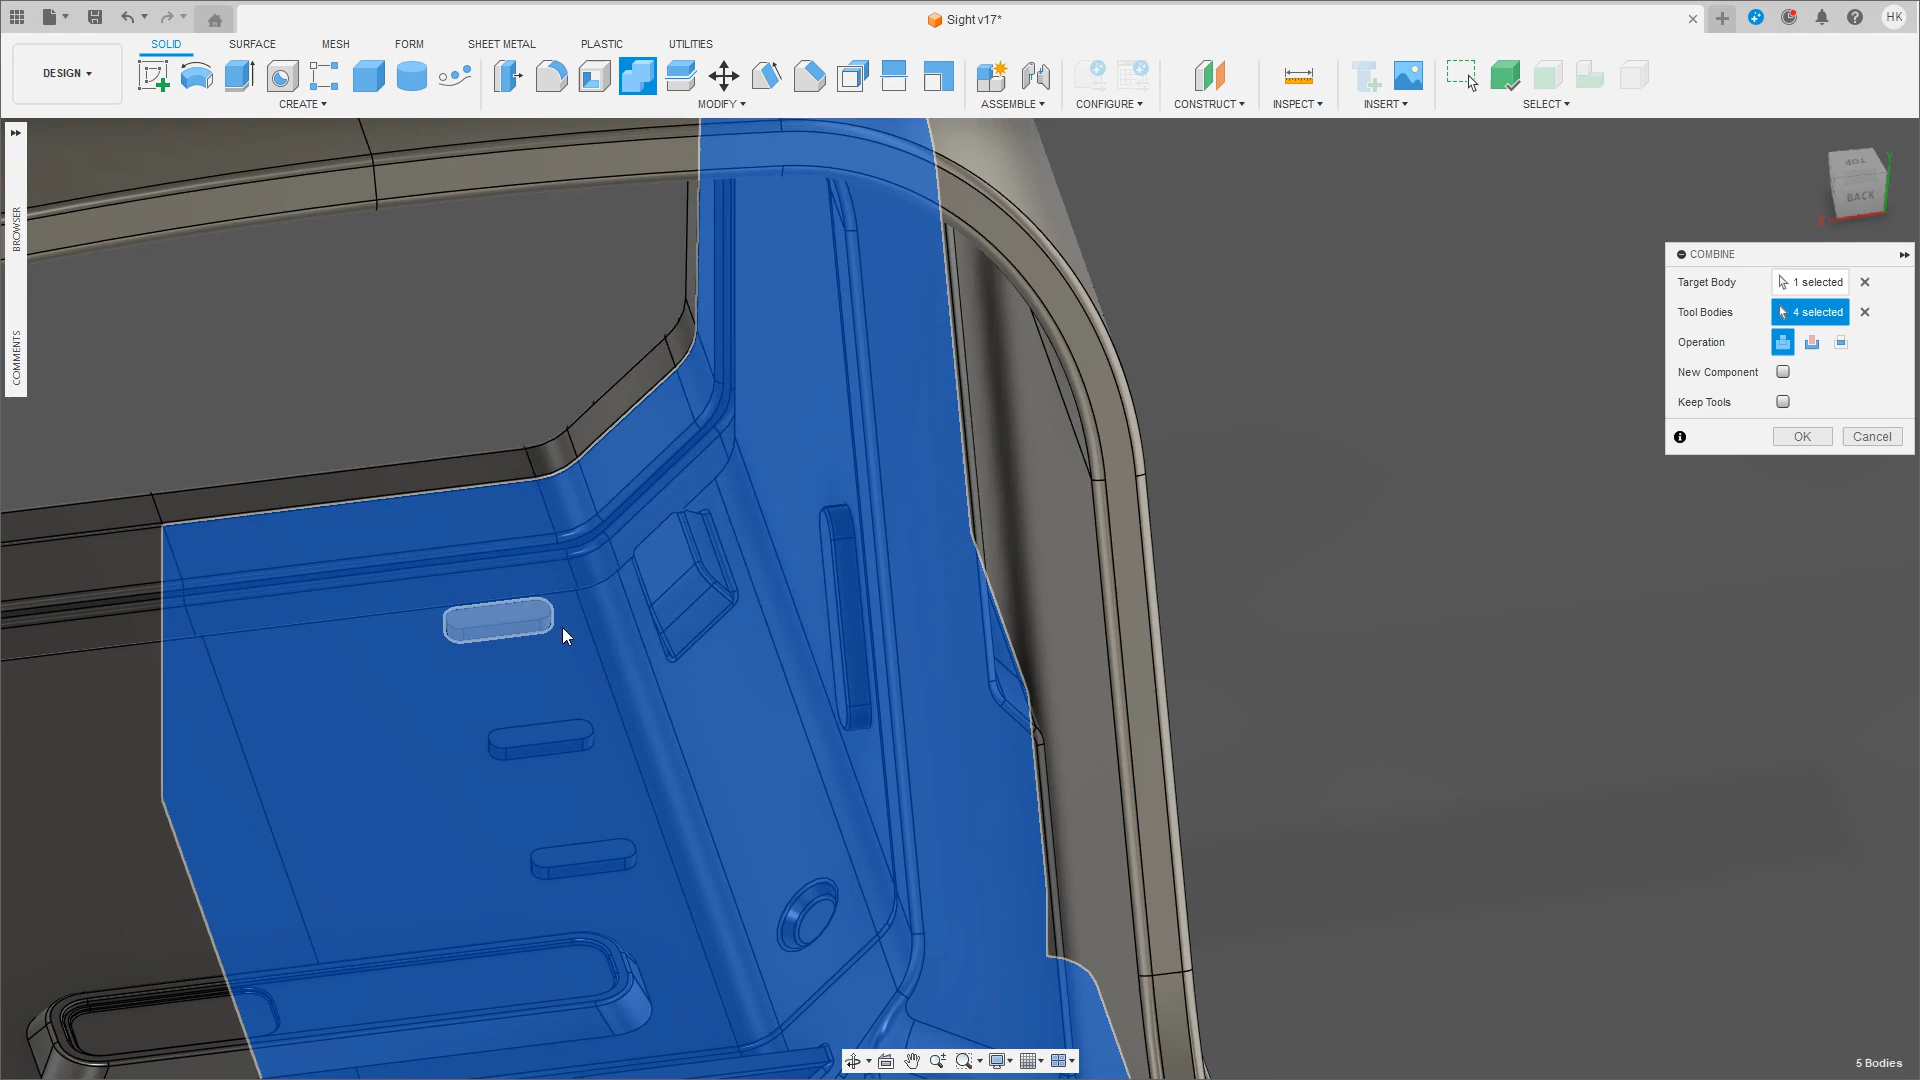 Sight v17*
HK
DESIGN
SOLID
SURFACE
MESH
FORM
SHEET METAL
PLASTIC
UTILITIES
CREATE
MODIFY
ASSEMBLE
CONFIGURE
CONSTRUCT
INSPECT
INSERT
SELECT
BROWSER
COMMENTS
TOP
BACK
Y
X
COMBINE
Target Body 1 selected
Tool Bodies 4 selected
Operation
New Component
Keep Tools
OK Cancel
5 Bodies